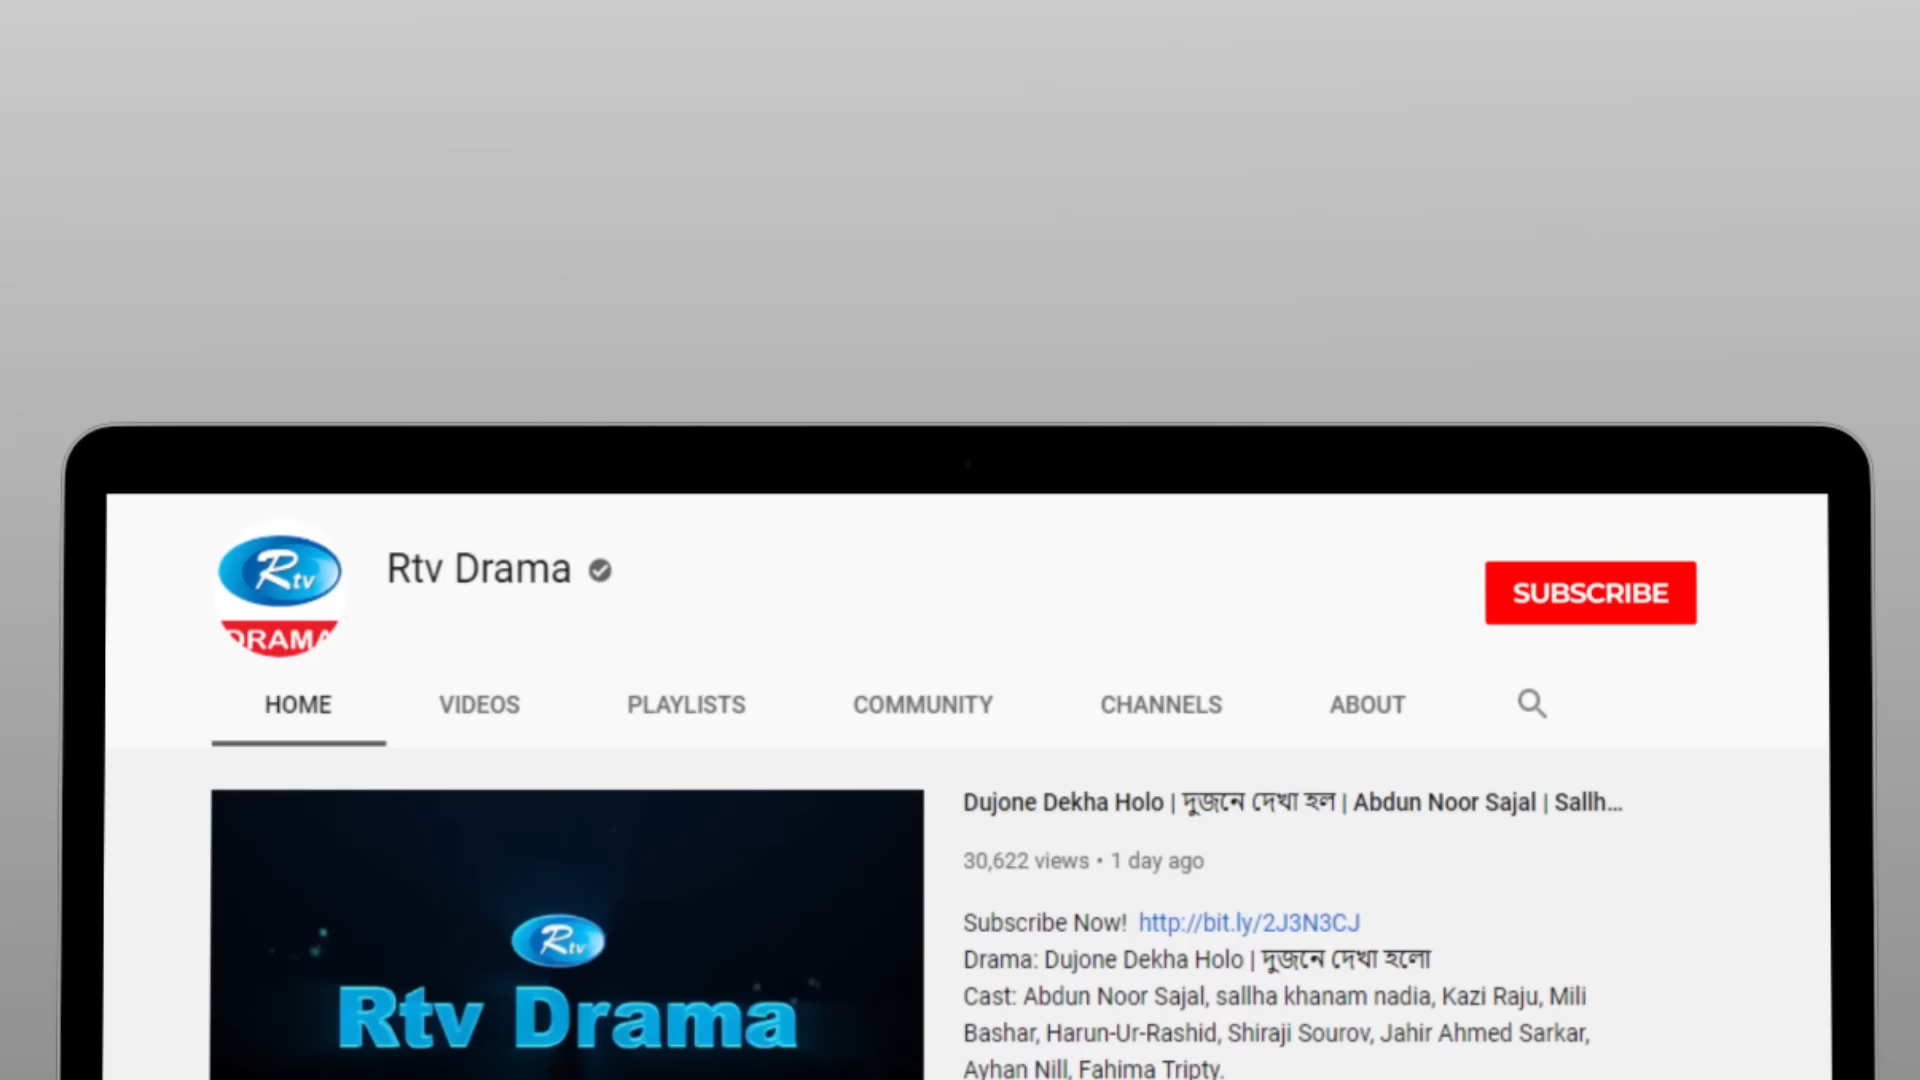 Rtv
DRAMA
Rtv Drama
SUBSCRIBE
HOME VIDEOS PLAYLISTS COMMUNITY CHANNELS ABOUT
Rtv
Rtv Drama
Dujone Dekha Holo | দুজনে দেখা হল | Abdun Noor Sajal | Sallh...
30,622 views • 1 day ago
Subscribe Now! http://bit.ly/2J3N3CJ
Drama: Dujone Dekha Holo | দুজনে দেখা হলো
Cast: Abdun Noor Sajal, sallha khanam nadia, Kazi Raju, Mili
Bashar, Harun-Ur-Rashid, Shiraji Sourov, Jahir Ahmed Sarkar,
Ayhan Nill, Fahima Tripty.